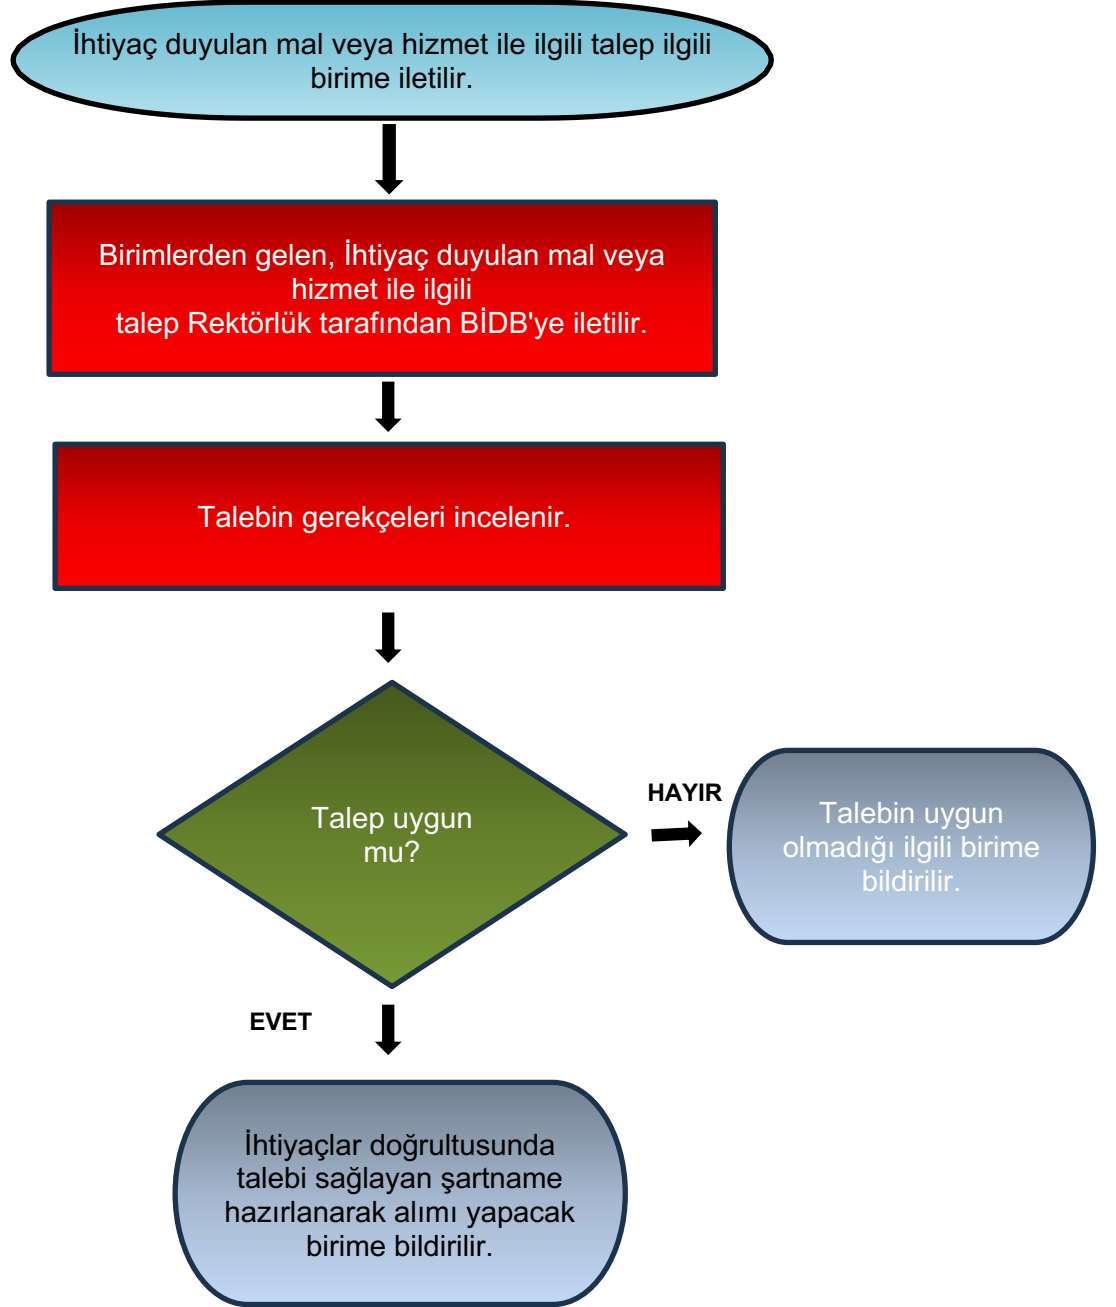 İhtiyaç duyulan mal veya hizmet ile ilgili talep ilgili
birime iletilir.
Birimlerden gelen, İhtiyaç duyulan mal veya
hizmet ile ilgili
talep Rektörlük tarafından BİDB'ye iletilir.
Talebin gerekçeleri incelenir.
Talep uygun
mu?
HAYIR
Talebin uygun
olmadığı ilgili birime
bildirilir.
EVET
İhtiyaçlar doğrultusunda
talebi sağlayan şartname
hazırlanarak alımı yapacak
birime bildirilir.